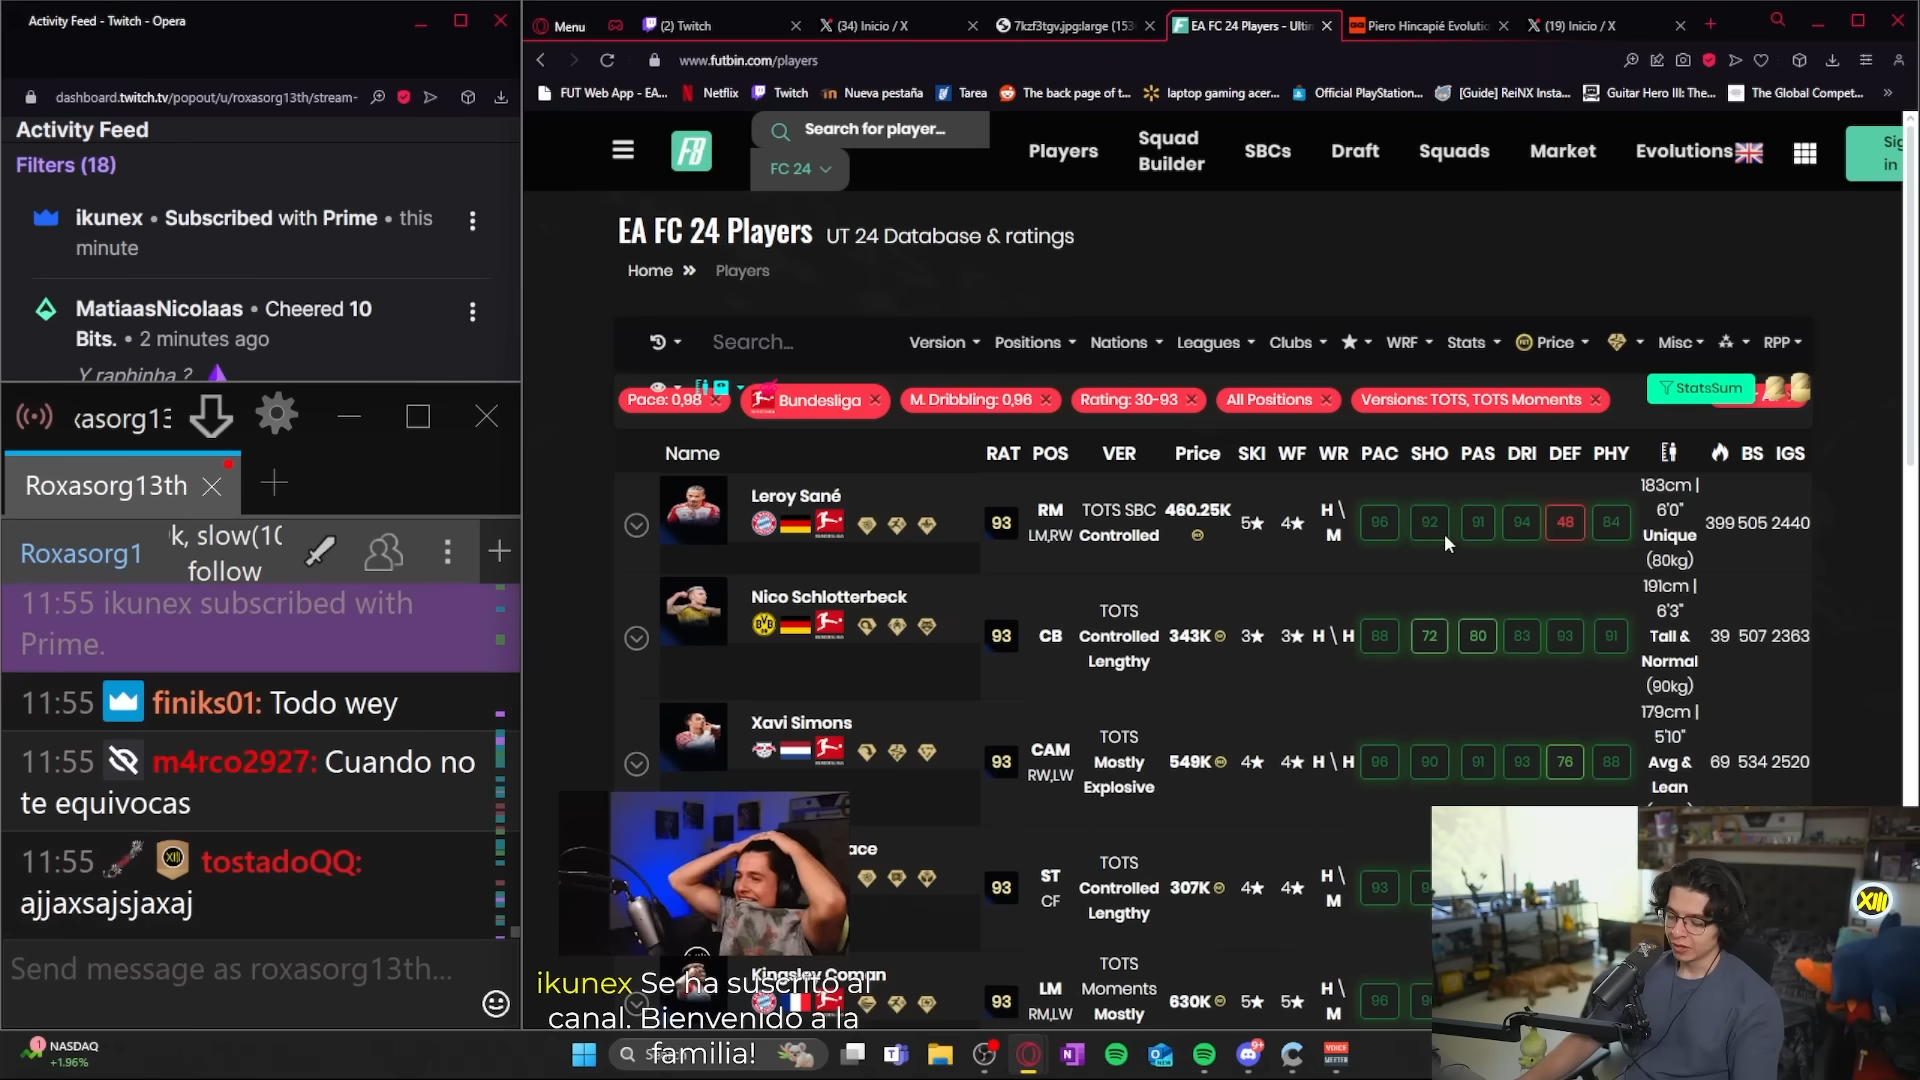 Activity Feed - Twitch - Opera
dashboard.twitch.tv/popout/u/roxasorg13th/stream-
Activity Feed
Filters (18)
ikunex • Subscribed with Prime • this
minute
MatiaasNicolaas • Cheered 10
Bits. • 2 minutes ago
Y raphinha ?
Roxasorg13th
Roxasorg1
k, slow(10
follow
11:55 ikunex subscribed with
Prime.
11:55 finiks01: Todo wey
11:55 m4rco2927: Cuando no
te equivocas
11:55 tostadoQQ:
ajjaxsajsjaxaj
Send message as roxasorg13th...
Menu
(2) Twitch
(34) Inicio / X
7kzf3tgv.jpg:large (153
EA FC 24 Players - Ultin
Piero Hincapié Evolutio
(19) Inicio / X
www.futbin.com/players
FUT Web App - EA...
Netflix
Twitch
Nueva pestaña
Tarea
The back page of t...
laptop gaming acer...
Official PlayStation...
[Guide] ReiNX Insta...
Guitar Hero III: The...
The Global Compet...
Search for player...
FC 24
Players
Squad
Builder
SBCs
Draft
Squads
Market
Evolutions
Sig
in
EA FC 24 Players UT 24 Database & ratings
Home » Players
Search...
Version
Positions
Nations
Leagues
Clubs
WRF
Stats
Price
Misc
RPP
Pace: 0,98 ×
Bundesliga ×
M. Dribbling: 0,96 ×
Rating: 30-93 ×
All Positions ×
Versions: TOTS, TOTS Moments ×
StatsSum
Name RAT POS VER Price SKI WF WR PAC SHO PAS DRI DEF PHY BS IGS
Leroy Sané
93
RM
LM,RW
TOTS SBC
Controlled
460.25K
5★ 4★
H \
M
96 92 91 94 48 84
183cm |
6'0"
Unique
(80kg)
399 505 2440
Nico Schlotterbeck
93
CB
TOTS
Controlled
Lengthy
343K
3★ 3★ H \ H
88 72 80 83 93 91
191cm |
6'3"
Tall &
Normal
(90kg)
39 507 2363
Xavi Simons
93
CAM
RW,LW
TOTS
Mostly
Explosive
549K
4★ 4★ H \ H
96 90 91 93 76 88
179cm |
5'10"
Avg &
Lean
69 534 2520
93
ST
CF
TOTS
Controlled
Lengthy
307K
4★ 4★
H \
M
93
Kingsley Coman
93
LM
RM,LW
TOTS
Moments
Mostly
630K
5★ 5★
H \
M
96
ikunex Se ha suscrito al
canal. Bienvenido a la
familia!
XIII
NASDAQ
+1.96%